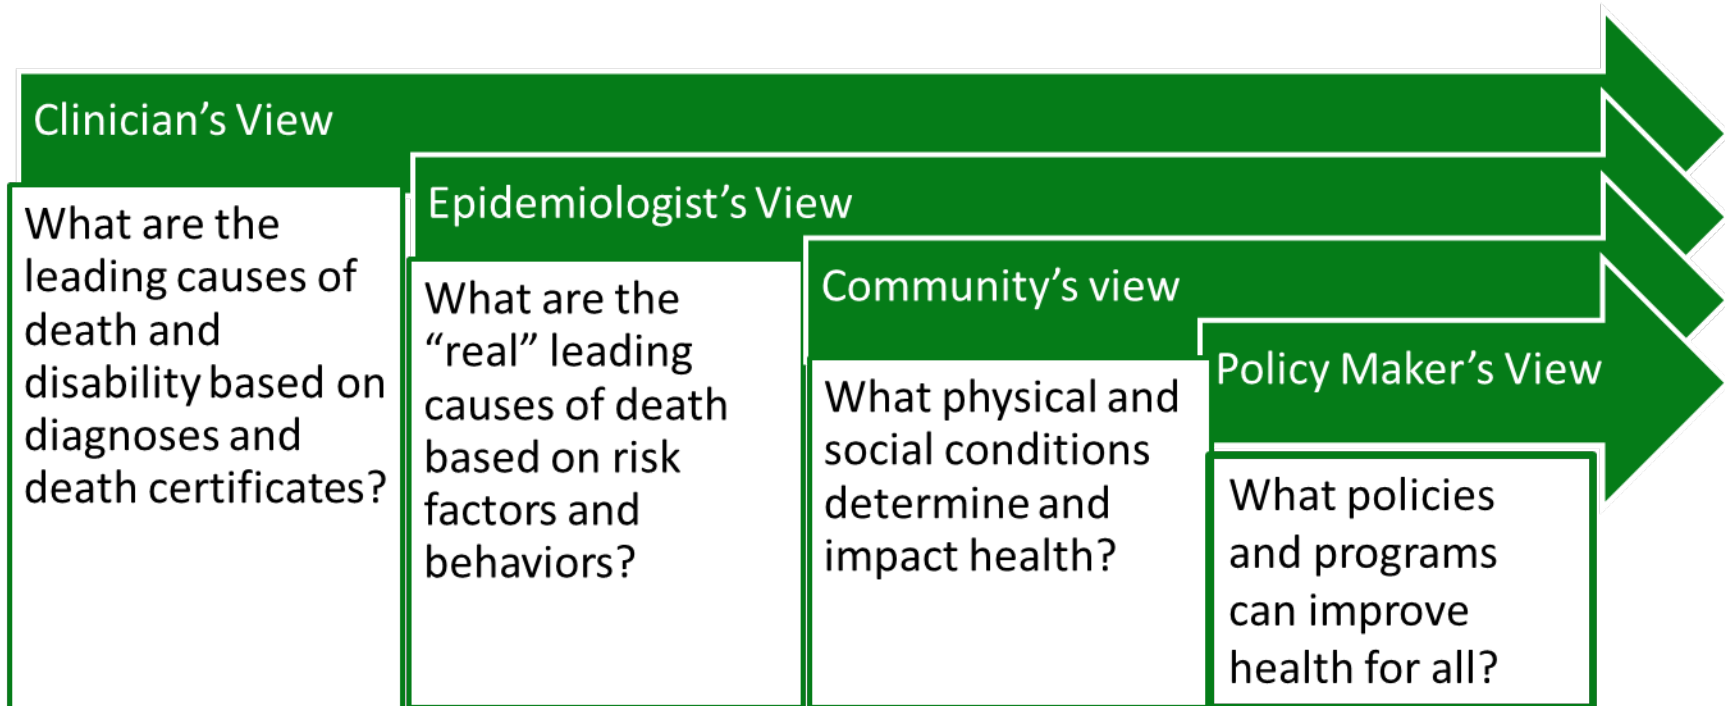 Clinician’s View
What are the
leading causes of
death and
disability based on
diagnoses and
death certificates?
Epidemiologist’s View
What are the
“real” leading
causes of death
based on risk
factors and
behaviors?
Community’s view
What physical and
social conditions
determine and
impact health?
Policy Maker’s View
What policies
and programs
can improve
health for all?